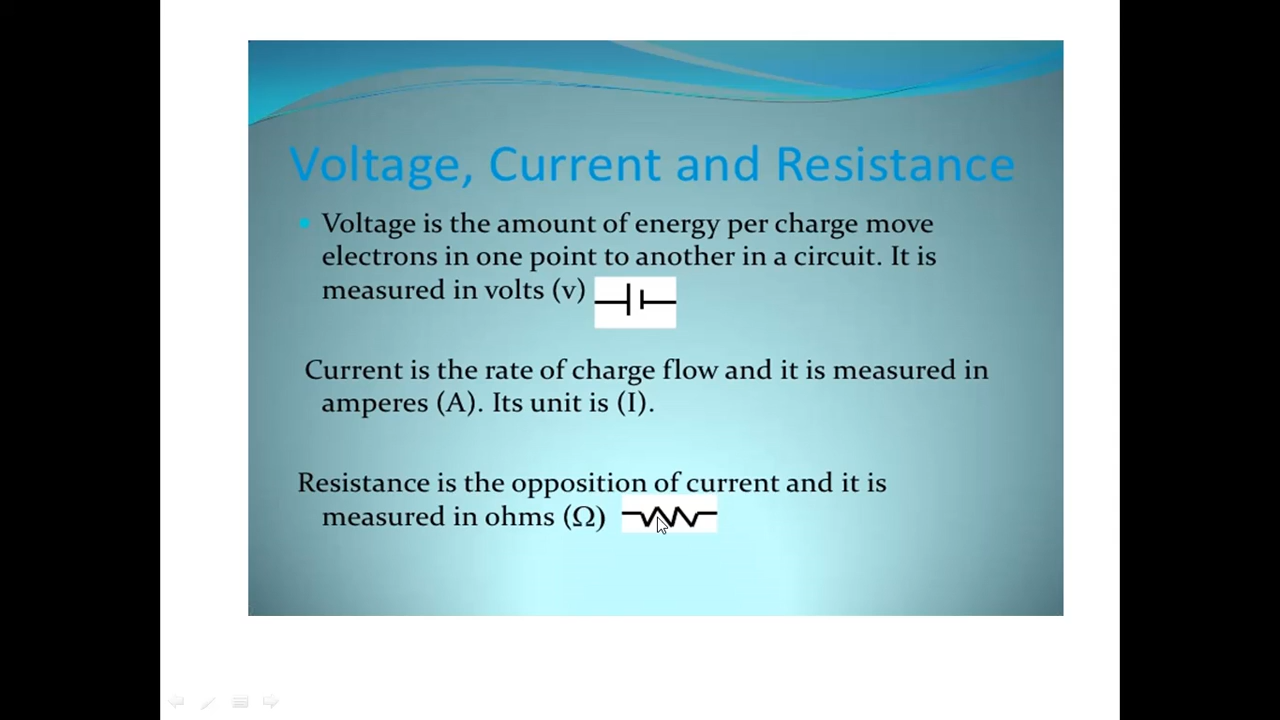 Voltage, Current and Resistance
• Voltage is the amount of energy per charge move
electrons in one point to another in a circuit. It is
measured in volts (v)
Current is the rate of charge flow and it is measured in
amperes (A). Its unit is (I).
Resistance is the opposition of current and it is
measured in ohms (Ω)